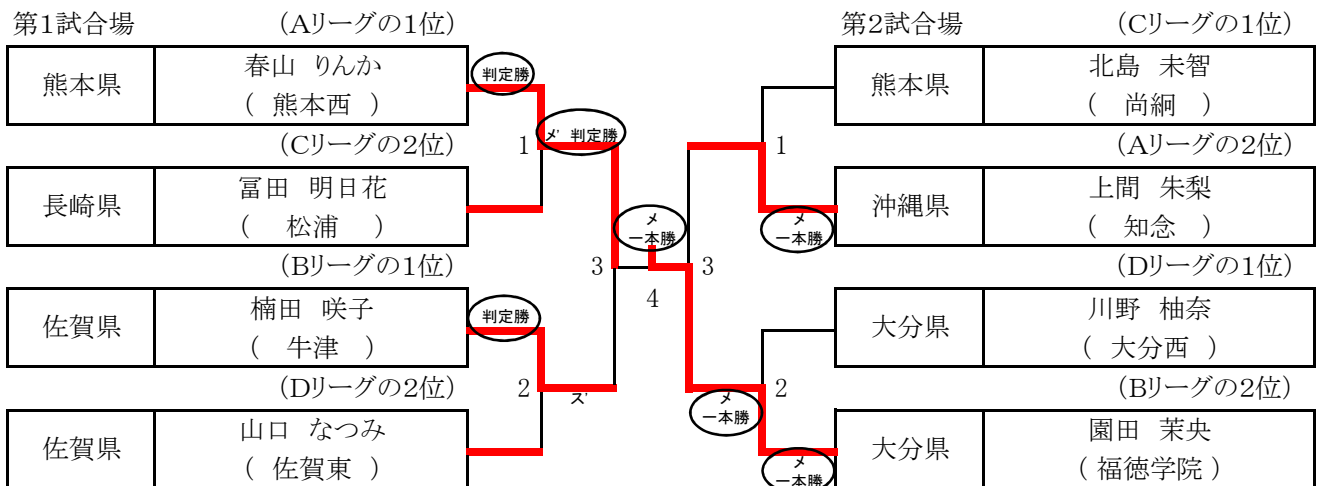 第1試合場 (Aリーグの1位) 第2試合場 (Cリーグの1位)
熊本県 春山 りんか 判定勝 熊本県 北島 未智
( 熊本西 ) ( 尚絅 )
(Cリーグの2位) 1 メ' 判定勝 1 (Aリーグの2位)
長崎県 冨田 明日花 沖縄県 上間 朱梨
( 松浦 ) メ 一本勝 メ 一本勝 ( 知念 )
(Bリーグの1位) 3 3 (Dリーグの1位)
佐賀県 楠田 咲子 判定勝 4 大分県 川野 柚奈
( 牛津 ) ( 大分西 )
(Dリーグの2位) 2 ス' 2 (Bリーグの2位)
佐賀県 山口 なつみ メ 一本勝 大分県 園田 茉央
( 佐賀東 ) メ 一本勝 ( 福徳学院 )